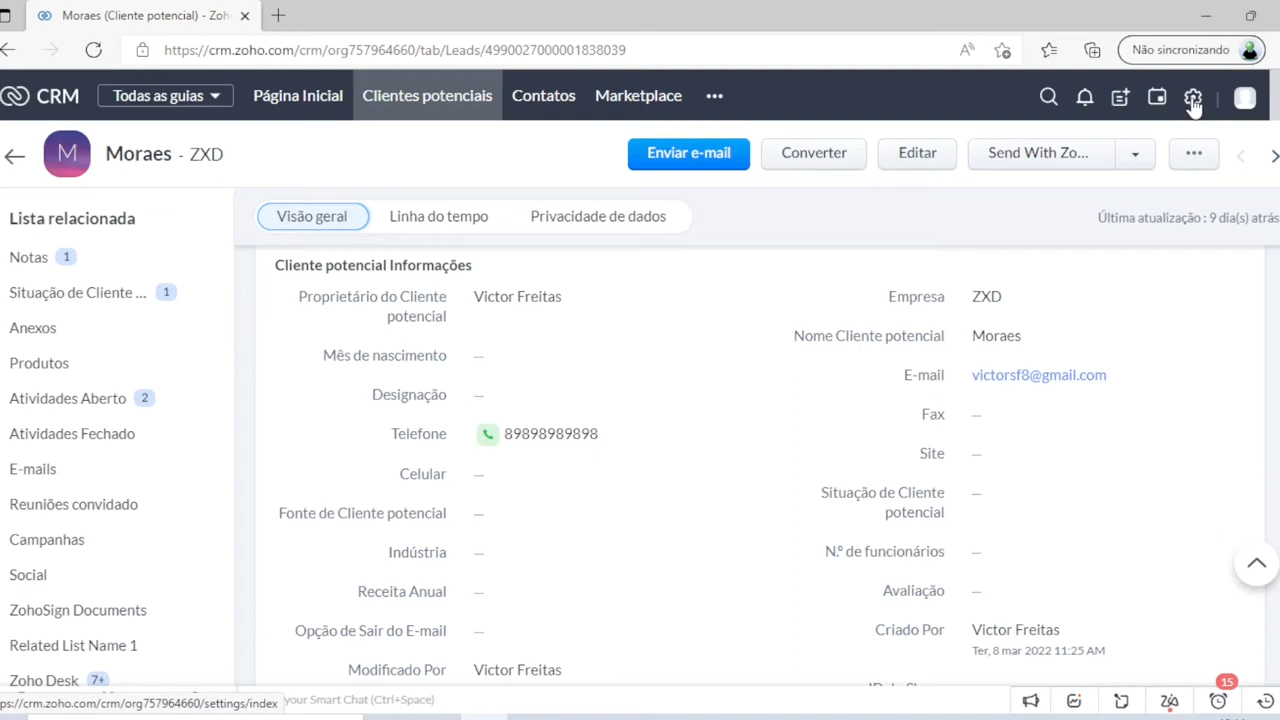 Moraes (Cliente potencial) - Zoh
https://crm.zoho.com/crm/org757964660/tab/Leads/4990027000001838039
Não sincronizando
CRM
Todas as guias
Página Inicial
Clientes potenciais
Contatos
Marketplace
•••
M
Moraes - ZXD
Enviar e-mail
Converter
Editar
Send With Zo...
•••
Lista relacionada
Notas 1
Situação de Cliente ... 1
Anexos
Produtos
Atividades Aberto 2
Atividades Fechado
E-mails
Reuniões convidado
Campanhas
Social
ZohoSign Documents
Related List Name 1
Zoho Desk 7+
Visão geral
Linha do tempo
Privacidade de dados
Última atualização : 9 dia(s) atrás
Cliente potencial Informações
Proprietário do Cliente
potencial
Victor Freitas
Mês de nascimento
—
Designação
—
Telefone
89898989898
Celular
—
Fonte de Cliente potencial
—
Indústria
—
Receita Anual
—
Opção de Sair do E-mail
—
Modificado Por
Victor Freitas
Empresa
ZXD
Nome Cliente potencial
Moraes
E-mail
victorsf8@gmail.com
Fax
—
Site
—
Situação de Cliente
potencial
—
N.º de funcionários
—
Avaliação
—
Criado Por
Victor Freitas
Ter, 8 mar 2022 11:25 AM
ps://crm.zoho.com/crm/org757964660/settings/index
your Smart Chat (Ctrl+Space)
15